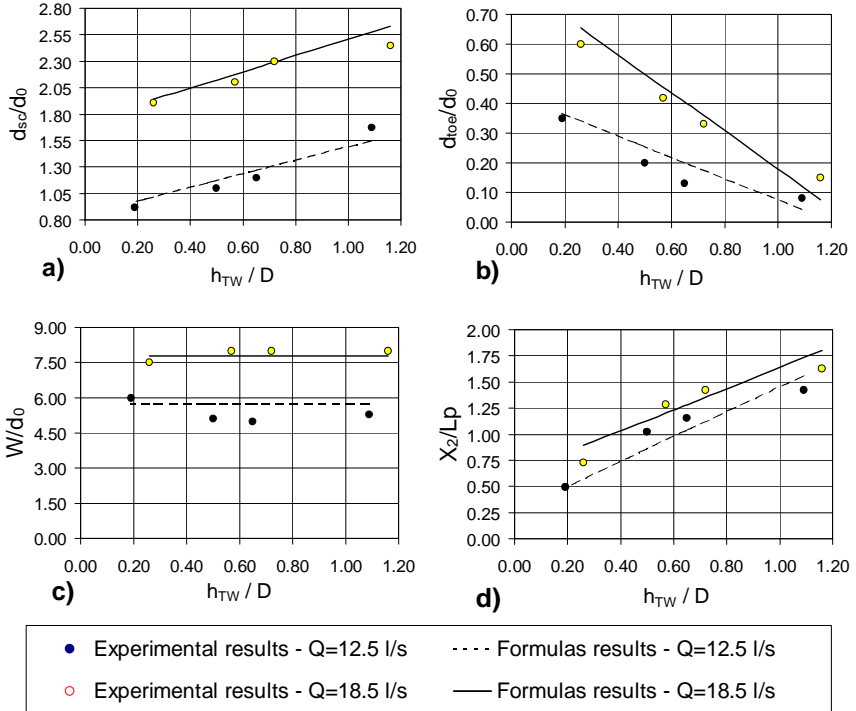 2.80
2.55
2.30
2.05
1.80
1.55
1.30
1.05
0.80
dsc/d0
0.00 0.20 0.40 0.60 0.80 1.00 1.20
a)
hTW / D
0.70
0.60
0.50
0.40
0.30
0.20
0.10
0.00
dtoe/d0
0.00 0.20 0.40 0.60 0.80 1.00 1.20
b)
hTW / D
9.00
7.50
6.00
4.50
3.00
1.50
0.00
W/d0
0.00 0.20 0.40 0.60 0.80 1.00 1.20
c)
hTW / D
2.00
1.75
1.50
1.25
1.00
0.75
0.50
0.25
0.00
X2/Lp
0.00 0.20 0.40 0.60 0.80 1.00 1.20
d)
hTW / D
Experimental results - Q=12.5 l/s
Formulas results - Q=12.5 l/s
Experimental results - Q=18.5 l/s
Formulas results - Q=18.5 l/s